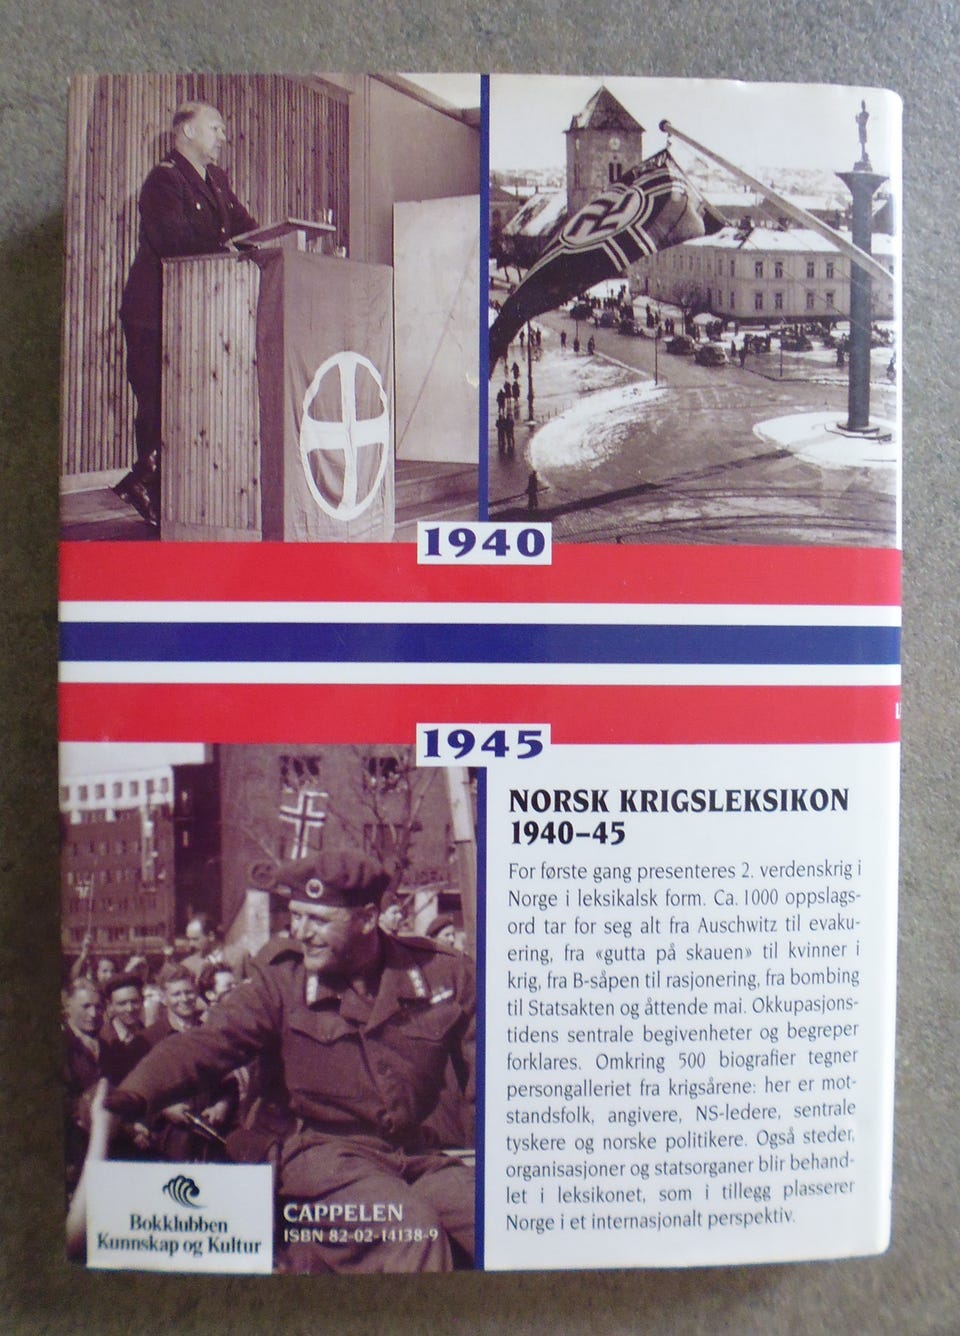 1940
1945
NORSK KRIGSLEKSIKON
1940–45
For første gang presenteres 2. verdenskrig i
Norge i leksikalsk form. Ca. 1000 oppslags-
ord tar for seg alt fra Auschwitz til evaku-
ering, fra «gutta på skauen» til kvinner i
krig, fra B-såpen til rasjonering, fra bombing
til Statsakten og åttende mai. Okkupasjons-
tidens sentrale begivenheter og begreper
forklares. Omkring 500 biografier tegner
persongalleriet fra krigsårene: her er mot-
standsfolk, angivere, NS-ledere, sentrale
tyskere og norske politikere. Også steder,
organisasjoner og statsorganer blir behand-
let i leksikonet, som i tillegg plasserer
Norge i et internasjonalt perspektiv.
Bokklubben
Kunnskap og Kultur
CAPPELEN
ISBN 82-02-14138-9